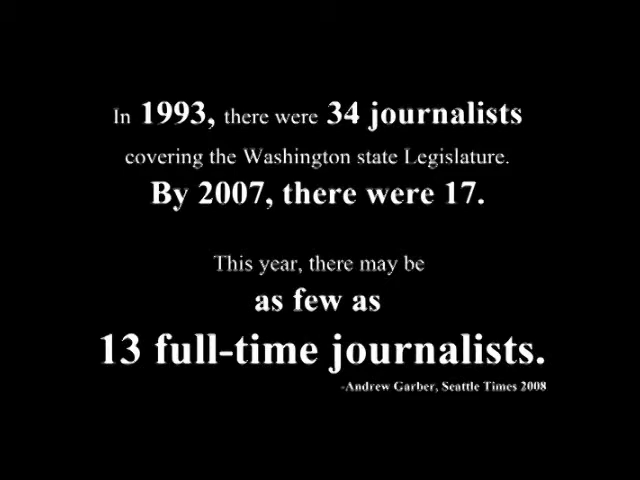 In 1993, there were 34 journalists
covering the Washington state Legislature.
By 2007, there were 17.
This year, there may be
as few as
13 full-time journalists.
-Andrew Garber, Seattle Times 2008